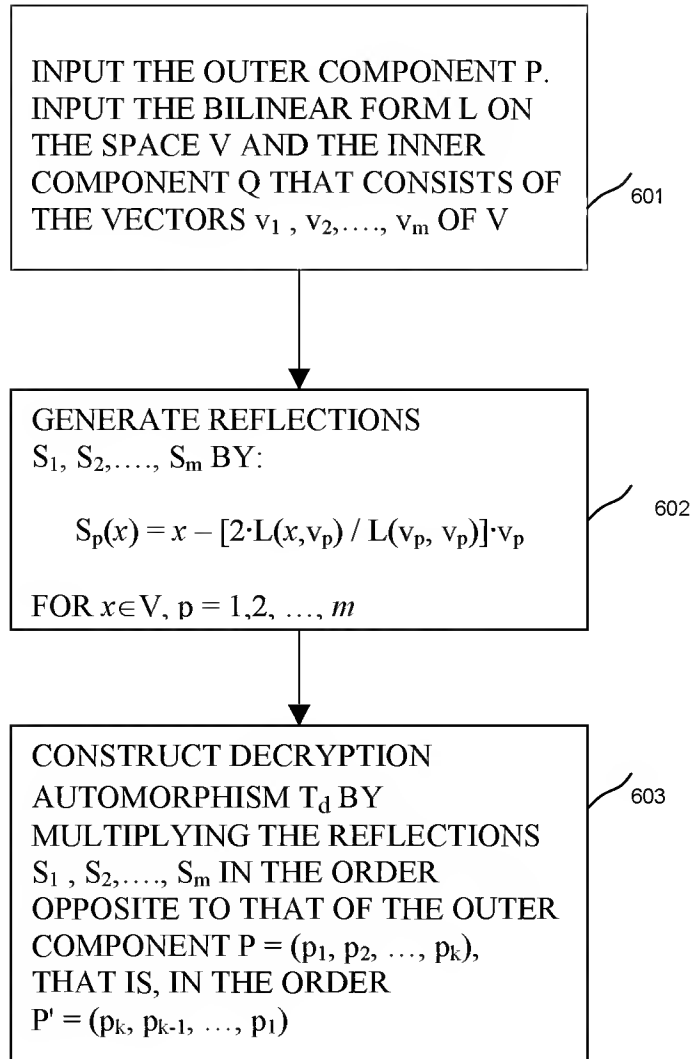 INPUT THE OUTER COMPONENT P.
INPUT THE BILINEAR FORM L ON
THE SPACE V AND THE INNER
COMPONENT Q THAT CONSISTS OF
THE VECTORS v₁ , v₂,…., vₘ OF V
601
GENERATE REFLECTIONS
S₁, S₂,…., Sₘ BY:
Sₚ(x) = x – [2·L(x,vₚ) / L(vₚ, vₚ)]·vₚ
FOR x∈V, p = 1,2, …, m
602
CONSTRUCT DECRYPTION
AUTOMORPHISM T_d BY
MULTIPLYING THE REFLECTIONS
S₁ , S₂,…., Sₘ IN THE ORDER
OPPOSITE TO THAT OF THE OUTER
COMPONENT P = (p₁, p₂, …, pₖ),
THAT IS, IN THE ORDER
P' = (pₖ, pₖ₋₁, …, p₁)
603